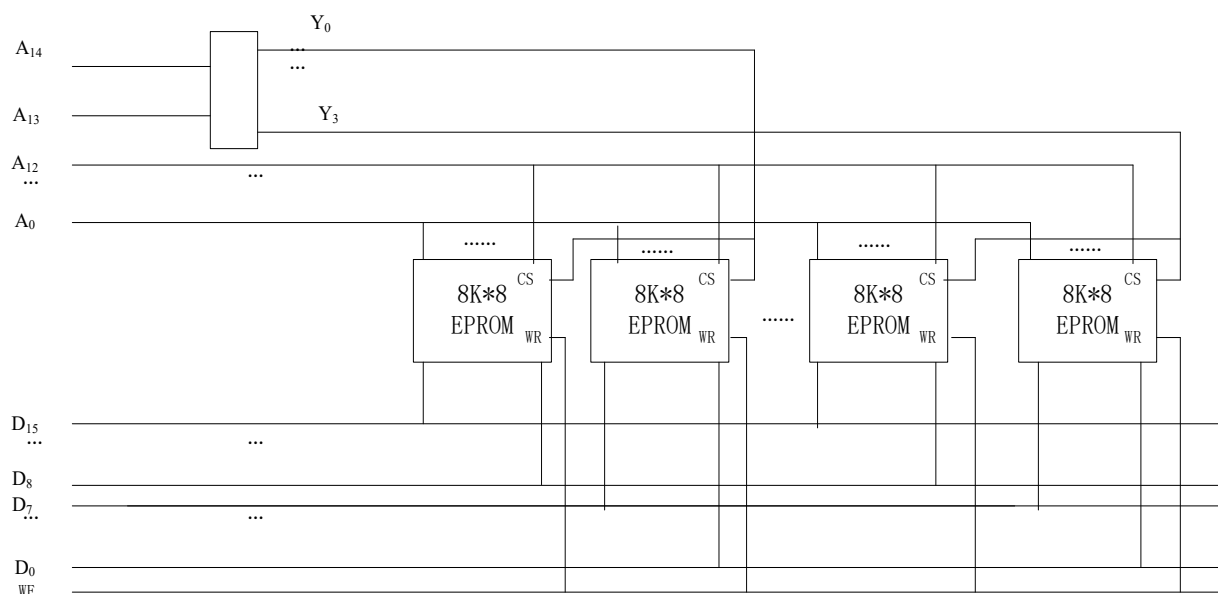 Y0
A14
...
...
A13
Y3
A12
...
...
A0
......
......
......
......
CS
8K*8
EPROM
WR
CS
8K*8
EPROM
WR
......
CS
8K*8
EPROM
WR
CS
8K*8
EPROM
WR
D15
...
...
D8
D7
...
...
D0
WE